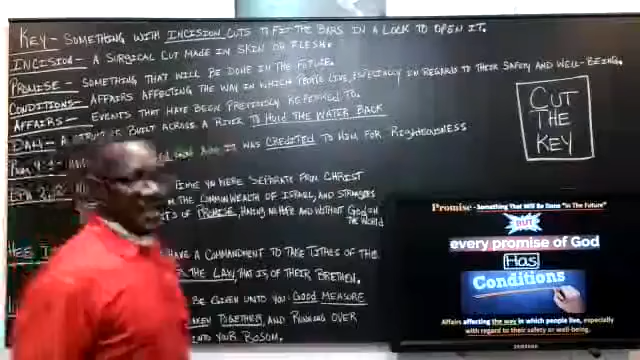 KEY - SOMETHING WITH INCISION CUTS TO FIT THE BARS IN A LOCK TO OPEN IT.
INCISION - A SURGICAL CUT MADE IN SKIN OR FLESH.
PROMISE - SOMETHING THAT WILL BE DONE IN THE FUTURE.
CONDITIONS - AFFAIRS AFFECTING THE WAY IN WHICH PEOPLE LIVE, ESPECIALLY IN REGARDS TO THEIR SAFETY AND WELL-BEING.
AFFAIRS - EVENTS THAT HAVE BEEN PREVIOUSLY REFERRED TO.
DAM - A BUILT ACROSS A RIVER TO HOLD THE WATER BACK
IT WAS CREDITED TO HIM FOR RIGHTEOUSNESS
TIME YN WERE SEPARATE FROM CHRIST
THE COMMONWEALTH OF ISRAEL, AND STRANGERS
OF PROMISE, HAVING NO HOPE AND WITHOUT GOD IN THE WORLD
HAVE A COMMANDMENT TO TAKE TITHES OF THE
THE LAW, THAT IS, OF THEIR BRETHEN.
BE GIVEN UNTO YOU: GOOD MEASURE
TOGETHER, AND RUNNING OVER
INTO YOUR BOSOM.
CUT
THE
KEY
Promise - Something That Will Be Done "In The Future"
BUT
every promise of God
Has
Conditions
Affairs affecting the way in which people live, especially
with regard to their safety or well-being.
SAMSUNG